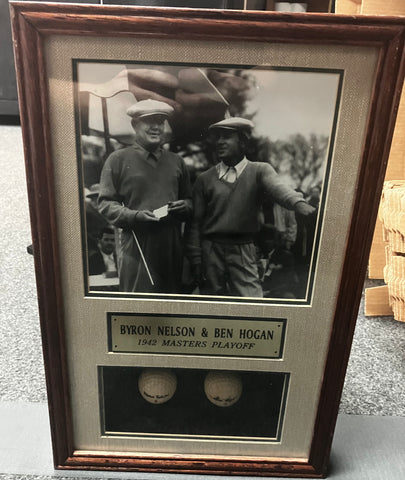 BYRON NELSON & BEN HOGAN
1942 MASTERS PLAYOFF